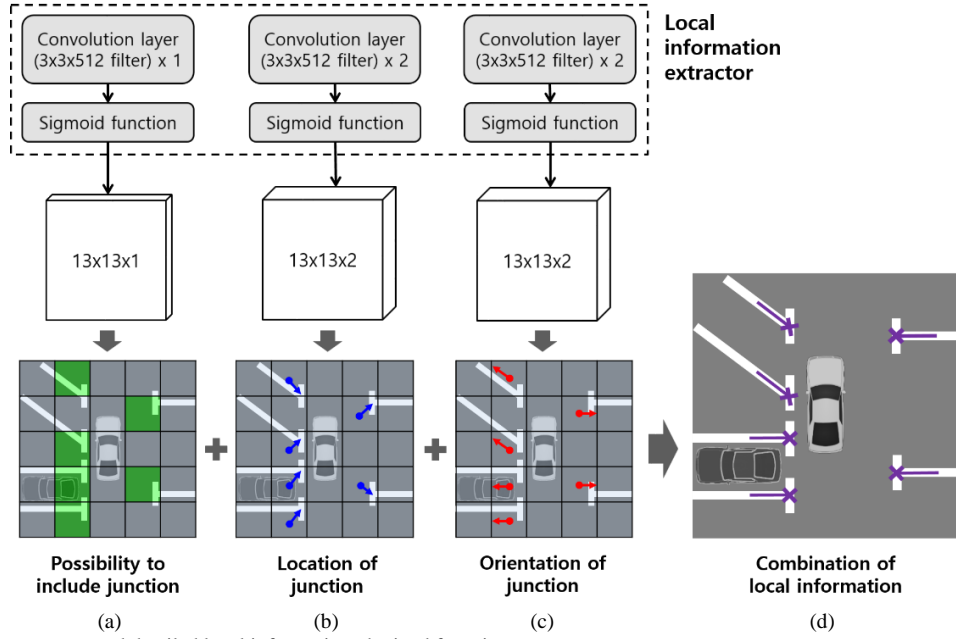 Convolution layer
(3x3x512 filter) x 1
Convolution layer
(3x3x512 filter) x 2
Convolution layer
(3x3x512 filter) x 2
Local
information
extractor
Sigmoid function
Sigmoid function
Sigmoid function
13x13x1
13x13x2
13x13x2
Possibility to
include junction
Location of
junction
Orientation of
junction
Combination of
local information
(a)
(b)
(c)
(d)